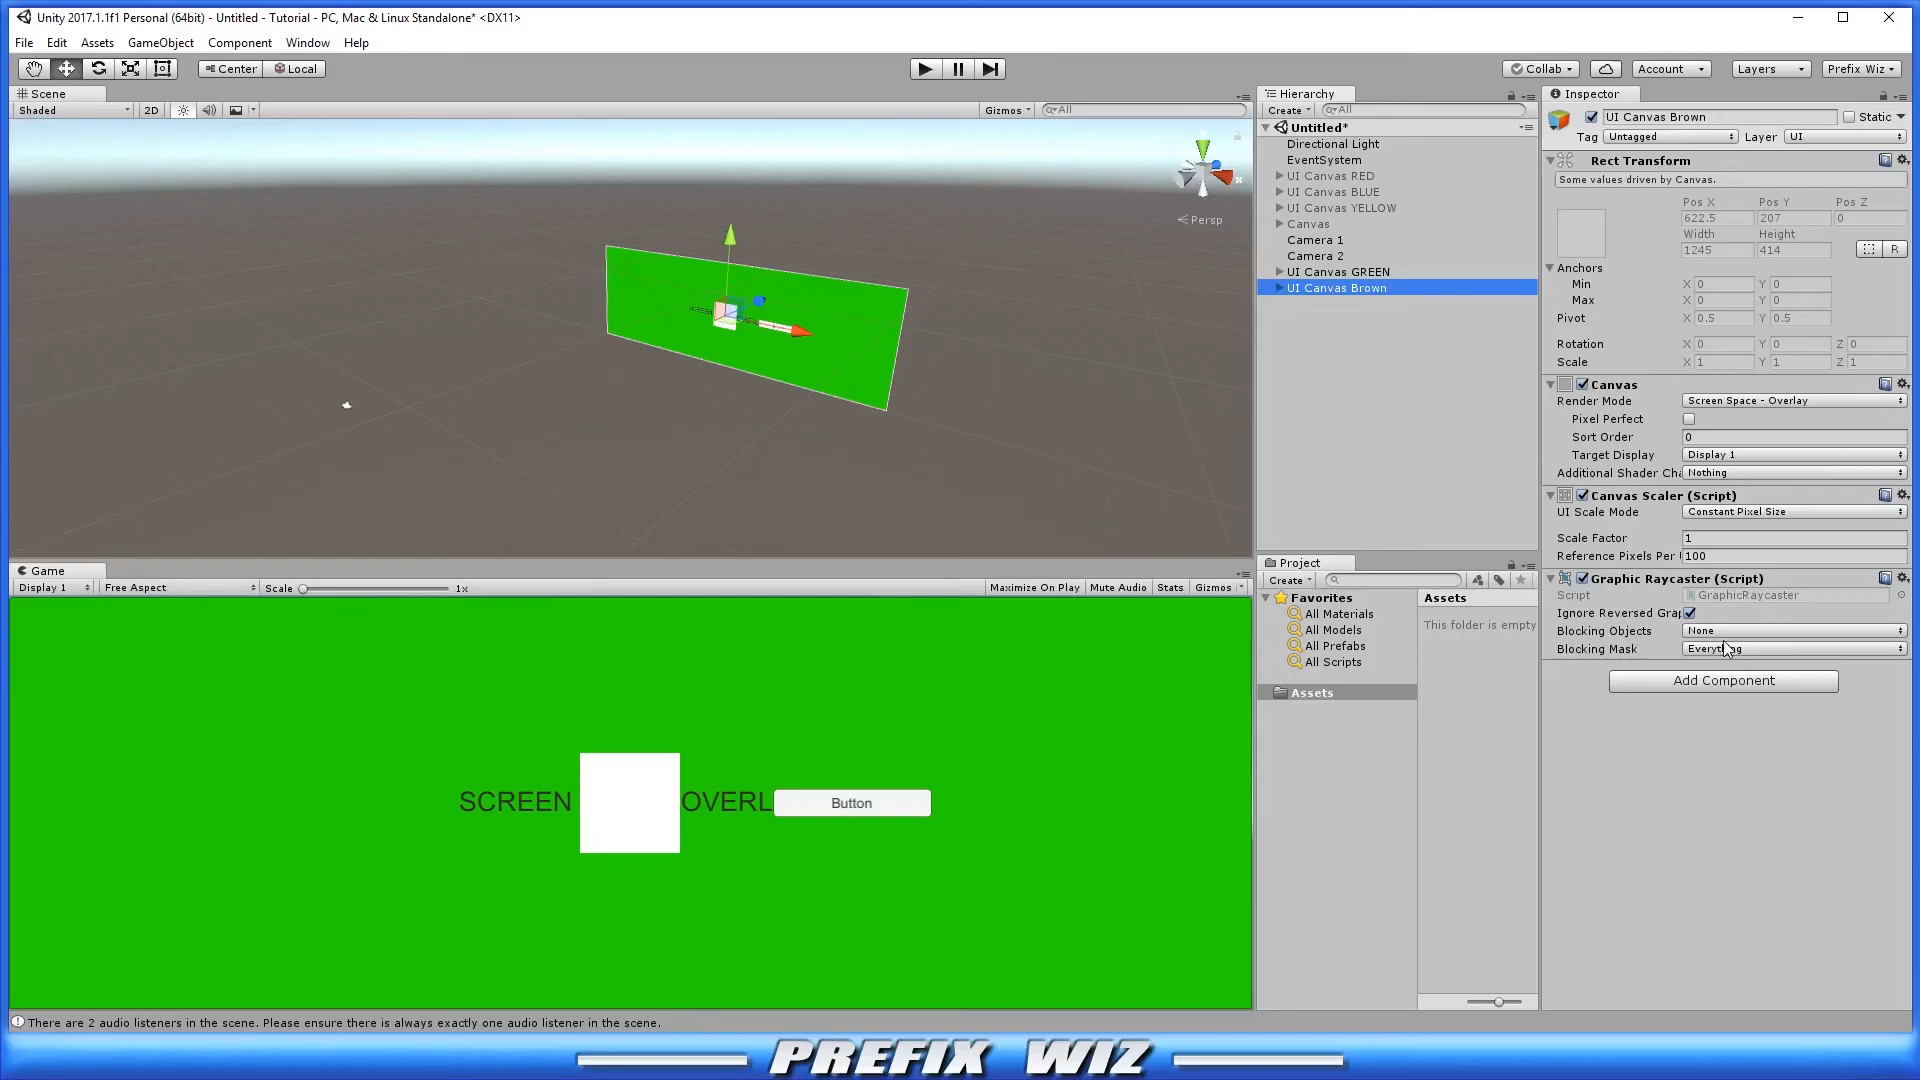 Unity 2017.1.1f1 Personal (64bit) - Untitled - Tutorial - PC, Mac & Linux Standalone* <DX11>
File Edit Assets GameObject Component Window Help
Center Local Collab Account Layers Prefix Wiz
Scene
Shaded 2D Gizmos All
Persp
Hierarchy
Create All
Untitled*
Directional Light
EventSystem
UI Canvas RED
UI Canvas BLUE
UI Canvas YELLOW
Canvas
Camera 1
Camera 2
UI Canvas GREEN
UI Canvas Brown
Inspector
UI Canvas Brown Static
Tag Untagged Layer UI
Rect Transform
Some values driven by Canvas.
Pos X Pos Y Pos Z
622.5 207 0
Width Height
1245 414 R
Anchors
Min X 0 Y 0
Max X 0 Y 0
Pivot X 0.5 Y 0.5
Rotation X 0 Y 0 Z 0
Scale X 1 Y 1 Z 1
Canvas
Render Mode Screen Space - Overlay
Pixel Perfect
Sort Order 0
Target Display Display 1
Additional Shader Cha Nothing
Canvas Scaler (Script)
UI Scale Mode Constant Pixel Size
Scale Factor 1
Reference Pixels Per 100
Graphic Raycaster (Script)
Script GraphicRaycaster
Ignore Reversed Grap
Blocking Objects None
Blocking Mask Everything
Add Component
Game
Display 1 Free Aspect Scale 1x Maximize On Play Mute Audio Stats Gizmos
SCREEN OVERL Button
Project
Create
Favorites
All Materials
All Models
All Prefabs
All Scripts
Assets
Assets
This folder is empty
There are 2 audio listeners in the scene. Please ensure there is always exactly one audio listener in the scene.
PREFIX WIZ